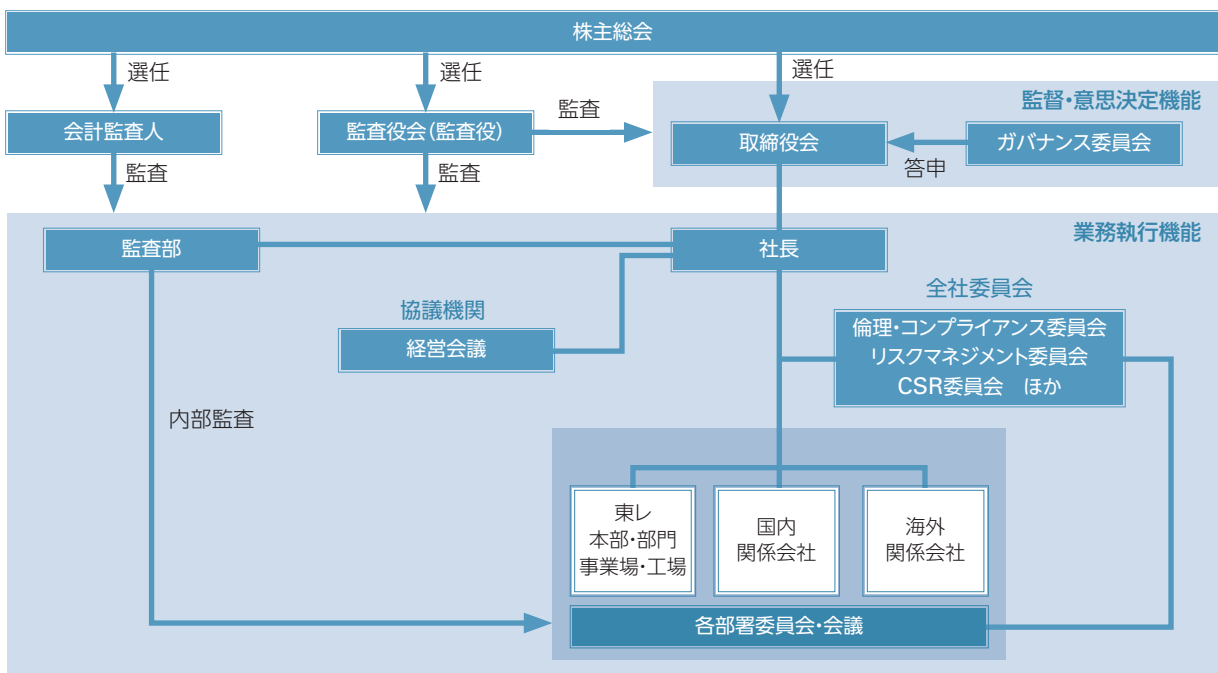 株主総会
選任
選任
選任
監督・意思決定機能
会計監査人
監査役会(監査役)
監査
取締役会
ガバナンス委員会
答申
監査
監査
業務執行機能
監査部
社長
全社委員会
協議機関
経営会議
倫理・コンプライアンス委員会
リスクマネジメント委員会
CSR委員会　ほか
内部監査
東レ
本部・部門
事業場・工場
国内
関係会社
海外
関係会社
各部署委員会・会議